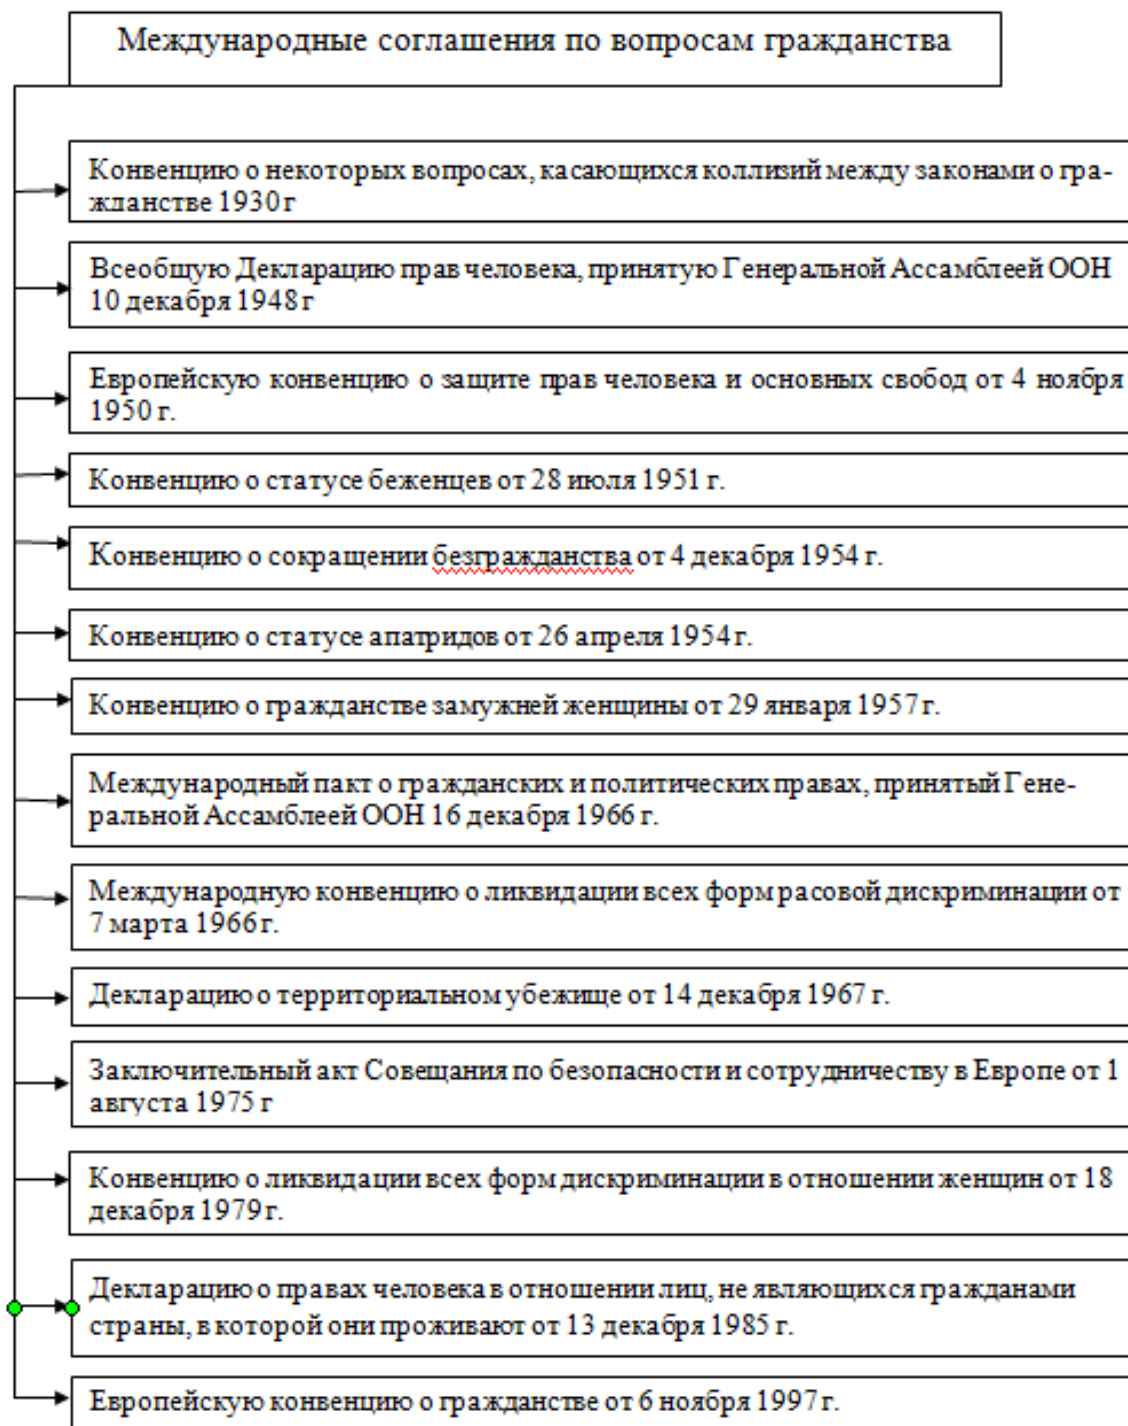 Международные соглашения по вопросам гражданства
Конвенцию о некоторых вопросах, касающихся коллизий между законами о гра-
жданстве 1930 г
Всеобщую Декларацию прав человека, принятую Генеральной Ассамблеей ООН
10 декабря 1948 г
Европейскую конвенцию о защите прав человека и основных свобод от 4 ноября
1950 г.
Конвенцию о статусе беженцев от 28 июля 1951 г.
Конвенцию о сокращении безгражданства от 4 декабря 1954 г.
Конвенцию о статусе апатридов от 26 апреля 1954 г.
Конвенцию о гражданстве замужней женщины от 29 января 1957 г.
Международный пакт о гражданских и политических правах, принятый Гене-
ральной Ассамблеей ООН 16 декабря 1966 г.
Международную конвенцию о ликвидации всех форм расовой дискриминации от
7 марта 1966 г.
Декларацию о территориальном убежище от 14 декабря 1967 г.
Заключительный акт Совещания по безопасности и сотрудничеству в Европе от 1
августа 1975 г
Конвенцию о ликвидации всех форм дискриминации в отношении женщин от 18
декабря 1979 г.
Декларацию о правах человека в отношении лиц, не являющихся гражданами
страны, в которой они проживают от 13 декабря 1985 г.
Европейскую конвенцию о гражданстве от 6 ноября 1997 г.